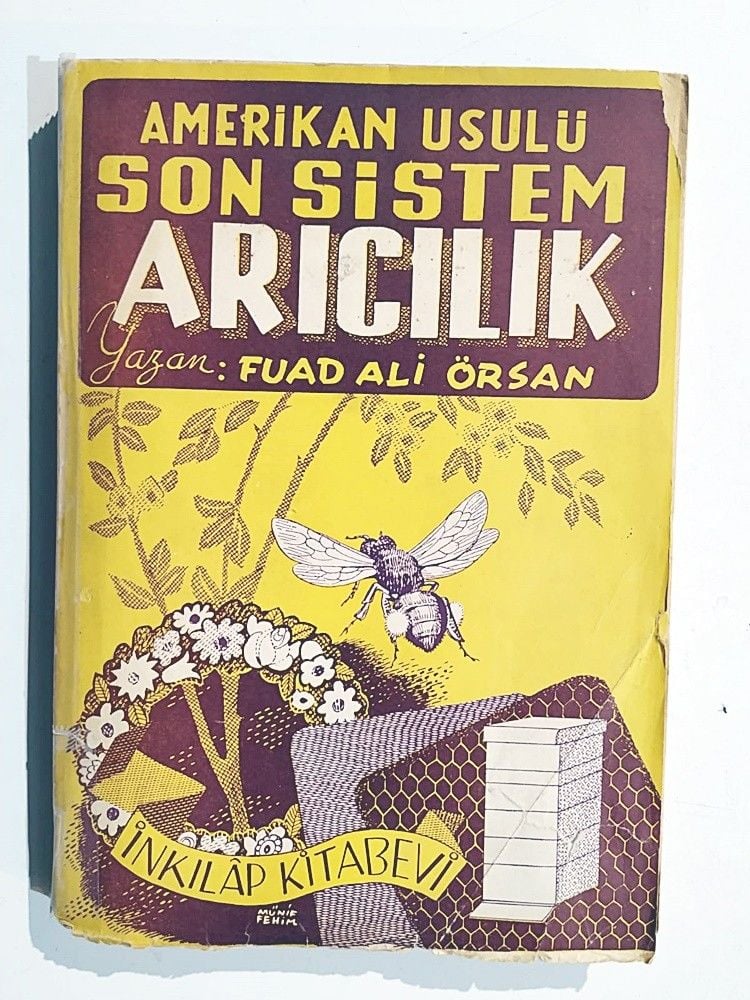 AMERİKAN USULÜ
SON SİSTEM
ARICILIK
Yazan: FUAD ALİ ÖRSAN
İNKILÂP KİTABEVİ
MÜNİF
FEHİM